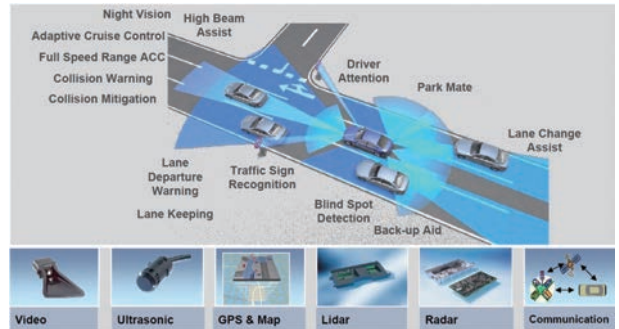 Night Vision
High Beam
Assist
Adaptive Cruise Control
Full Speed Range ACC
Collision Warning
Collision Mitigation
Driver
Attention
Park Mate
Lane Change
Assist
Lane
Departure
Warning
Traffic Sign
Recognition
Lane Keeping
Blind Spot
Detection
Back-up Aid
Video
Ultrasonic
GPS & Map
Lidar
Radar
Communication